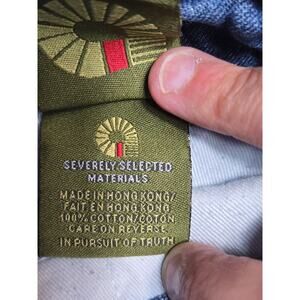 SEVERELY SELECTED
MATERIALS
MADE IN HONG KONG/
FAIT EN HONG KONG
100% COTTON/COTON
CARE ON REVERSE
IN PURSUIT OF TRUTH